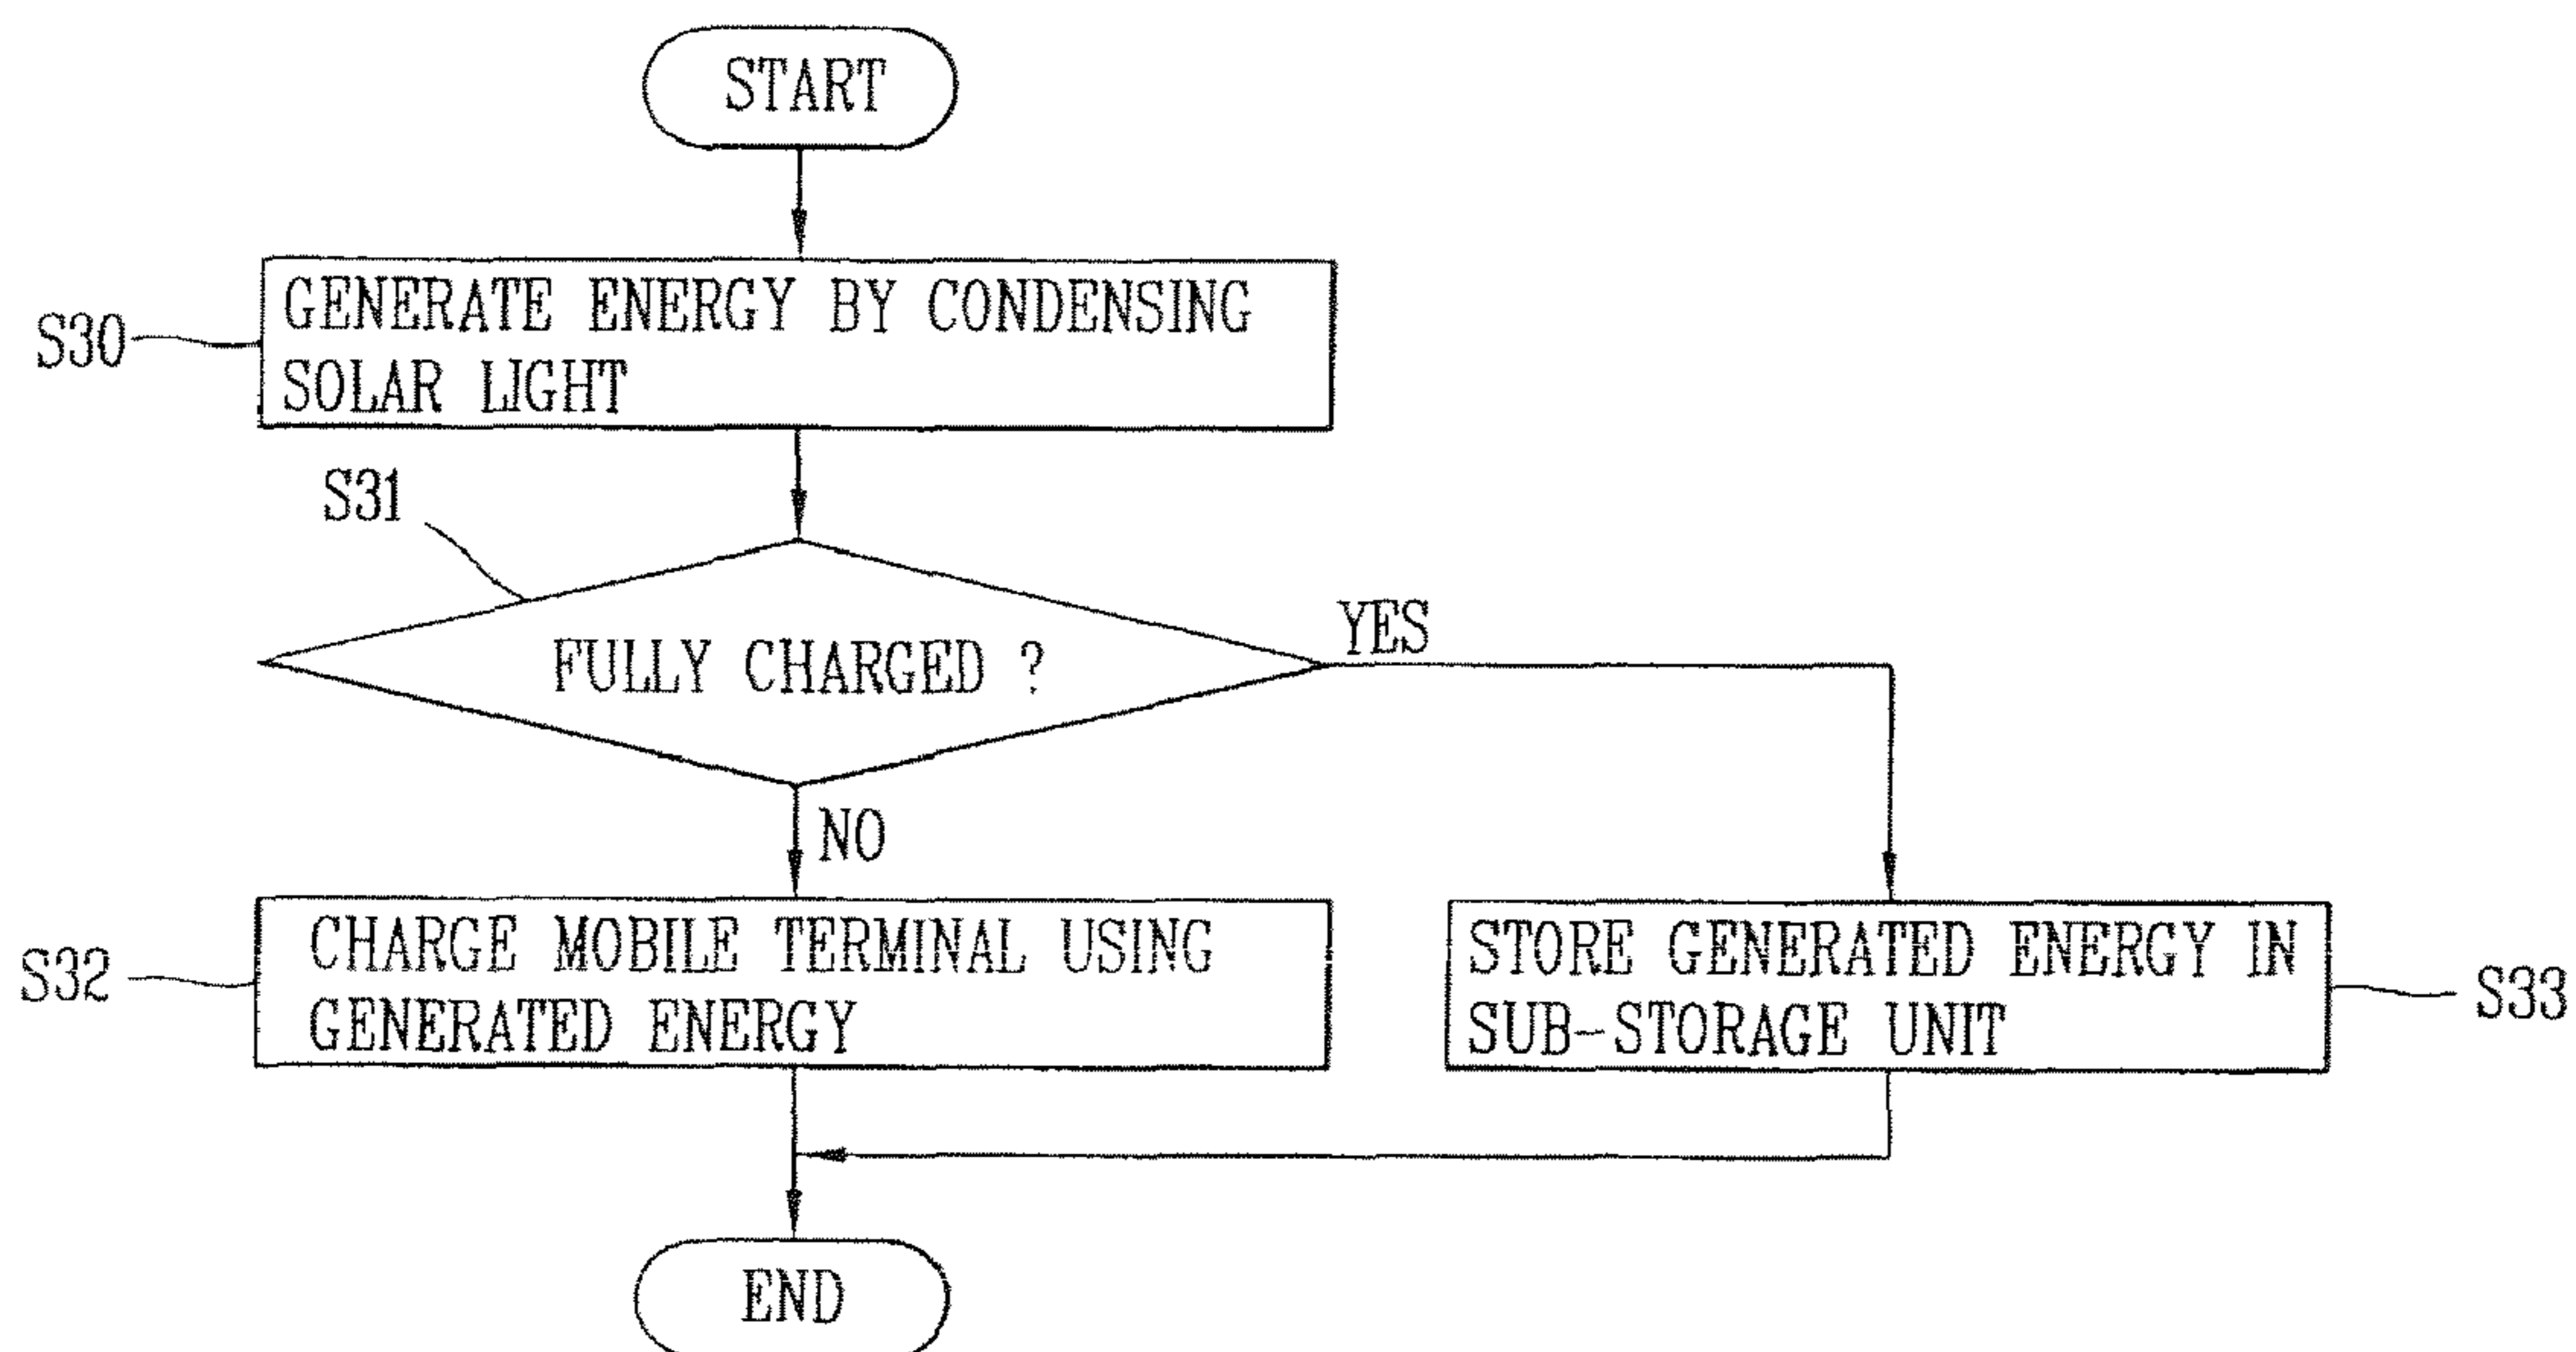 START
S30
GENERATE ENERGY BY CONDENSING
SOLAR LIGHT
S31
FULLY CHARGED ?
YES
NO
S32
CHARGE MOBILE TERMINAL USING
GENERATED ENERGY
STORE GENERATED ENERGY IN
SUB-STORAGE UNIT
S33
END